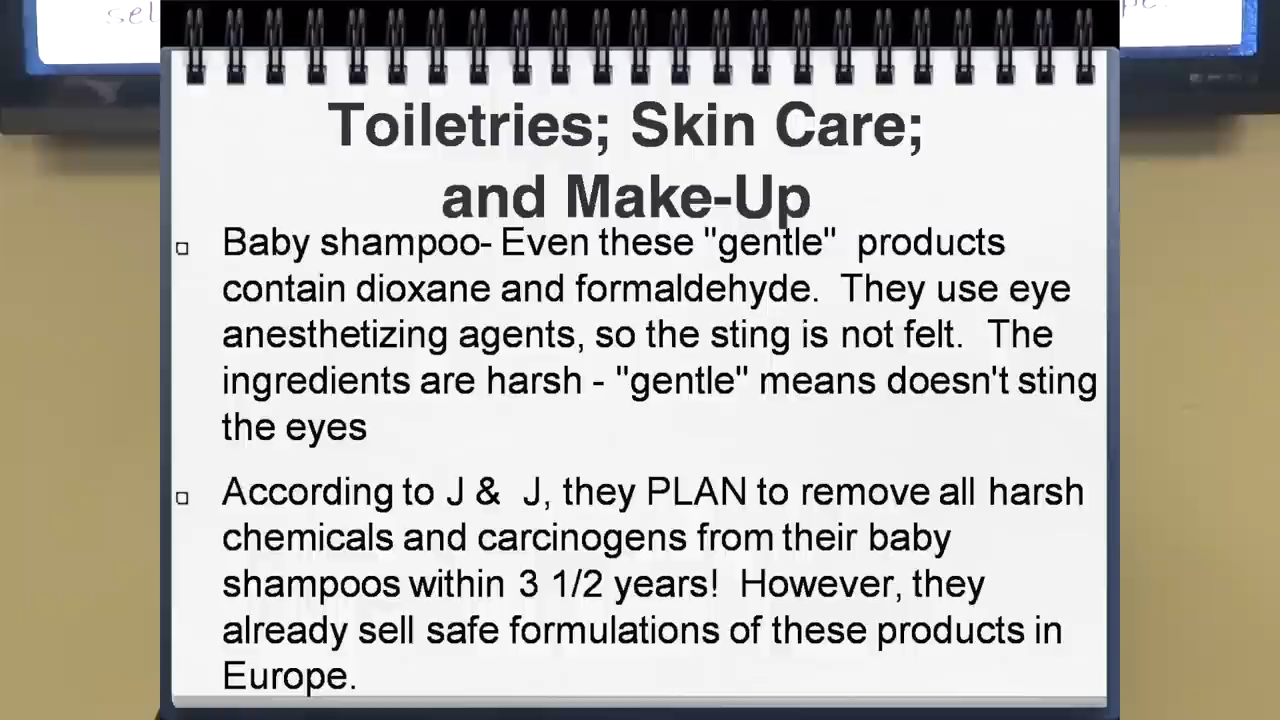 Toiletries; Skin Care;
and Make-Up
Baby shampoo- Even these "gentle"  products
contain dioxane and formaldehyde.  They use eye
anesthetizing agents, so the sting is not felt.  The
ingredients are harsh - "gentle" means doesn't sting
the eyes
According to J &  J, they PLAN to remove all harsh
chemicals and carcinogens from their baby
shampoos within 3 1/2 years!  However, they
already sell safe formulations of these products in
Europe.